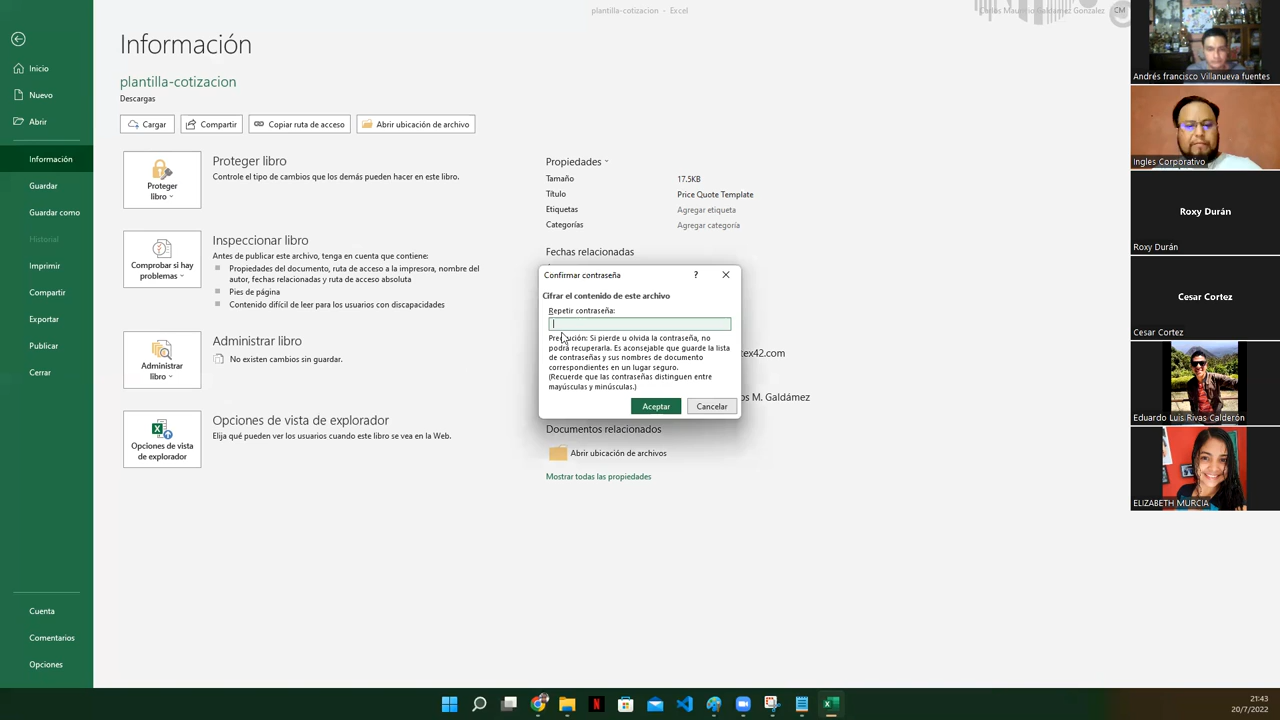 plantilla-cotizacion - Excel
Carlos Mauricio Galdámez Gonzalez
CM
Información
plantilla-cotizacion
Descargas
Inicio
Nuevo
Abrir
Información
Guardar
Guardar como
Historial
Imprimir
Compartir
Exportar
Publicar
Cerrar
Cuenta
Comentarios
Opciones
Cargar
Compartir
Copiar ruta de acceso
Abrir ubicación de archivo
Proteger libro
Proteger libro
Controle el tipo de cambios que los demás pueden hacer en este libro.
Comprobar si hay problemas
Inspeccionar libro
Antes de publicar este archivo, tenga en cuenta que contiene:
Propiedades del documento, ruta de acceso a la impresora, nombre del
autor, fechas relacionadas y ruta de acceso absoluta
Pies de página
Contenido difícil de leer para los usuarios con discapacidades
Administrar libro
Administrar libro
No existen cambios sin guardar.
Opciones de vista de explorador
Opciones de vista de explorador
Elija qué pueden ver los usuarios cuando este libro se vea en la Web.
Propiedades
Tamaño 17.5KB
Título Price Quote Template
Etiquetas Agregar etiqueta
Categorías Agregar categoría
Fechas relacionadas
Confirmar contraseña
?
Cifrar el contenido de este archivo
Repetir contraseña:
Precaución: Si pierde u olvida la contraseña, no
podrá recuperarla. Es aconsejable que guarde la lista
de contraseñas y sus nombres de documento
correspondientes en un lugar seguro.
(Recuerde que las contraseñas distinguen entre
mayúsculas y minúsculas.)
Aceptar
Cancelar
tex42.com
os M. Galdámez
Documentos relacionados
Abrir ubicación de archivos
Mostrar todas las propiedades
Andrés francisco Villanueva fuentes
Ingles Corporativo
Roxy Durán
Roxy Durán
Cesar Cortez
Cesar Cortez
Eduardo Luis Rivas Calderón
ELIZABETH MURCIA
21:43
20/7/2022